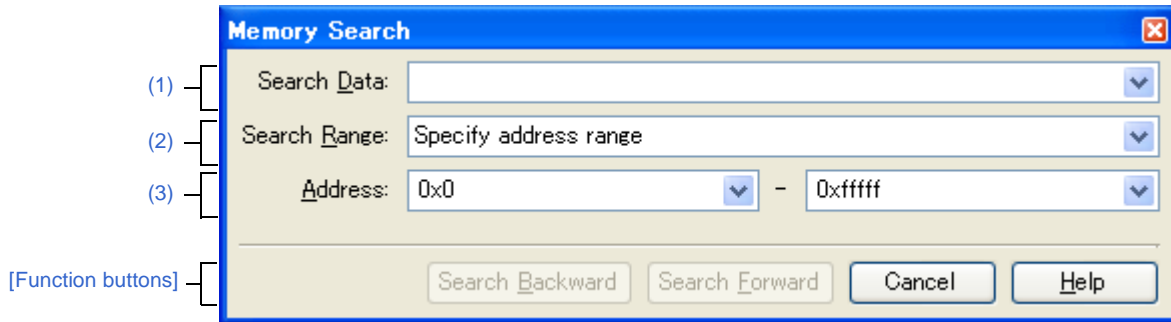 Memory Search
(1) Search Data:
(2) Search Range: Specify address range
(3) Address: 0x0 - 0xfffff
[Function buttons] Search Backward Search Forward Cancel Help